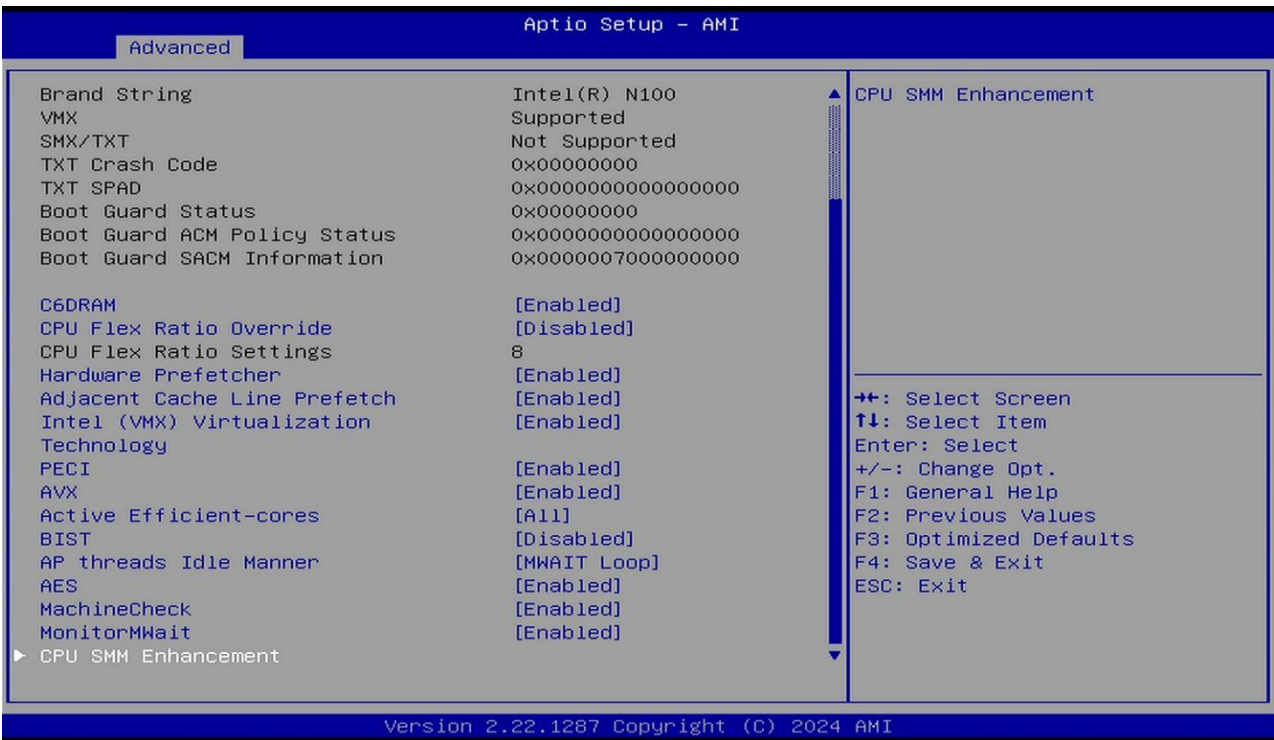 Aptio Setup – AMI
Advanced
Brand String Intel(R) N100
VMX Supported
SMX/TXT Not Supported
TXT Crash Code 0x00000000
TXT SPAD 0x0000000000000000
Boot Guard Status 0x00000000
Boot Guard ACM Policy Status 0x0000000000000000
Boot Guard SACM Information 0x0000007000000000
C6DRAM [Enabled]
CPU Flex Ratio Override [Disabled]
CPU Flex Ratio Settings 8
Hardware Prefetcher [Enabled]
Adjacent Cache Line Prefetch [Enabled]
Intel (VMX) Virtualization [Enabled]
Technology
PECI [Enabled]
AVX [Enabled]
Active Efficient-cores [All]
BIST [Disabled]
AP threads Idle Manner [MWAIT Loop]
AES [Enabled]
MachineCheck [Enabled]
MonitorMWait [Enabled]
► CPU SMM Enhancement
CPU SMM Enhancement
→←: Select Screen
↑↓: Select Item
Enter: Select
+/-: Change Opt.
F1: General Help
F2: Previous Values
F3: Optimized Defaults
F4: Save & Exit
ESC: Exit
Version 2.22.1287 Copyright (C) 2024 AMI